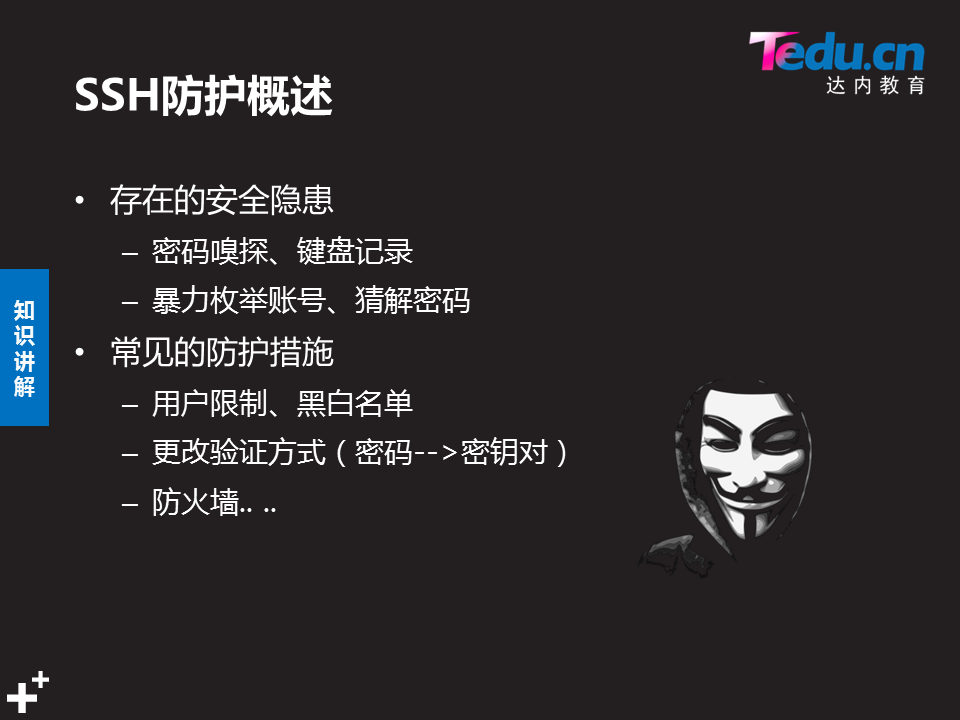 Tedu.cn
达内教育
SSH防护概述
• 存在的安全隐患
– 密码嗅探、键盘记录
– 暴力枚举账号、猜解密码
• 常见的防护措施
– 用户限制、黑白名单
– 更改验证方式（密码-->密钥对）
– 防火墙.. ..
知识讲解